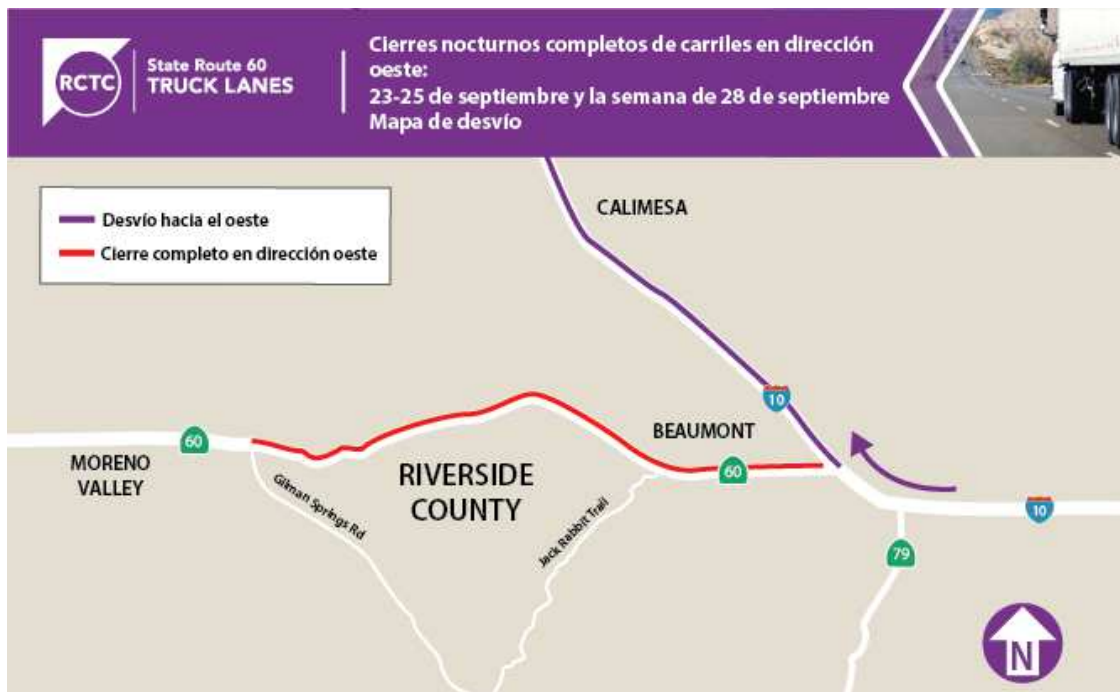 RCTC
State Route 60
TRUCK LANES
Cierres nocturnos completos de carriles en dirección
oeste:
23-25 de septiembre y la semana de 28 de septiembre
Mapa de desvío
Desvío hacia el oeste
Cierre completo en dirección oeste
CALIMESA
10
BEAUMONT
60
MORENO
VALLEY
RIVERSIDE
COUNTY
60
Gilman Springs Rd
Jack Rabbit Trail
10
79
N